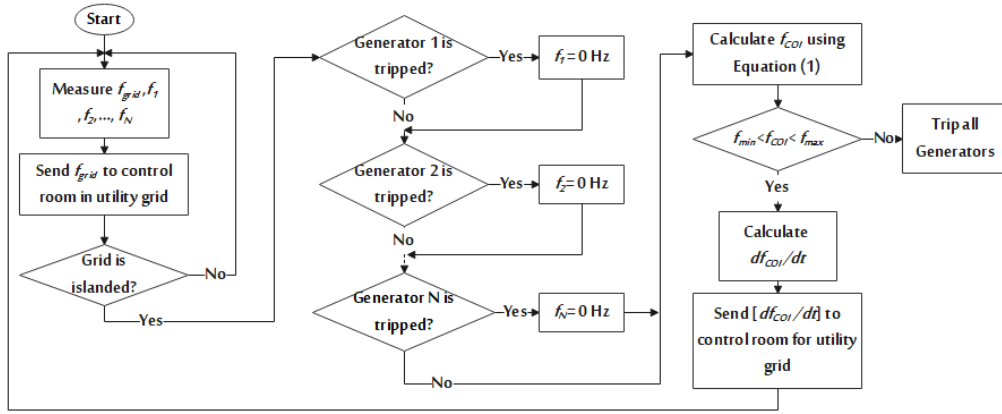 Start
Measure f_grid, f_1
, f_2,..., f_N
Send f_grid to control
room in utility grid
Grid is
islanded?
No
Yes
Generator 1 is
tripped?
Yes
f_1= 0 Hz
No
Generator 2 is
tripped?
Yes
f_2= 0 Hz
No
Generator N is
tripped?
Yes
f_N= 0 Hz
No
Calculate f_COI using
Equation (1)
f_min<f_COI< f_max
No
Trip all
Generators
Yes
Calculate
df_COI/dt
Send [df_COI/dt] to
control room for utility
grid